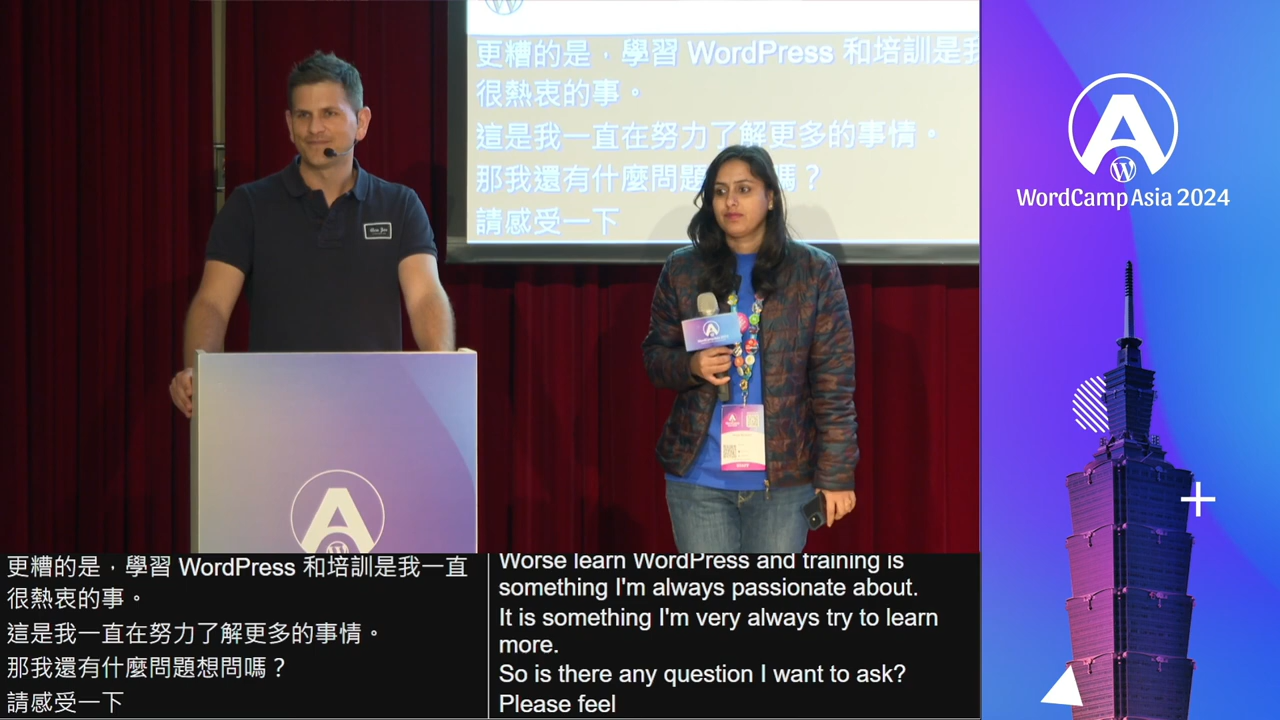 更糟的是，學習 WordPress 和培訓是我
很熱衷的事。
這是我一直在努力了解更多的事情。
那我還有什麼問題嗎？
請感受一下
WordCamp Asia 2024
更糟的是，學習 WordPress 和培訓是我一直
很熱衷的事。
這是我一直在努力了解更多的事情。
那我還有什麼問題想問嗎？
請感受一下
Worse learn WordPress and training is
something I'm always passionate about.
It is something I'm very always try to learn
more.
So is there any question I want to ask?
Please feel